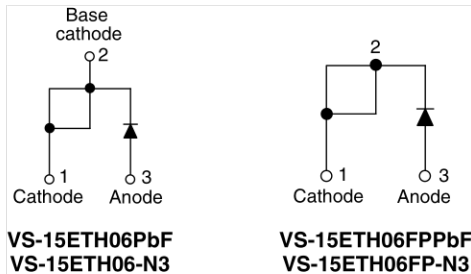 Base
cathode
2
2
1
3
1
3
Cathode
Anode
Cathode
Anode
VS-15ETH06PbF
VS-15ETH06FPPbF
VS-15ETH06-N3
VS-15ETH06FP-N3